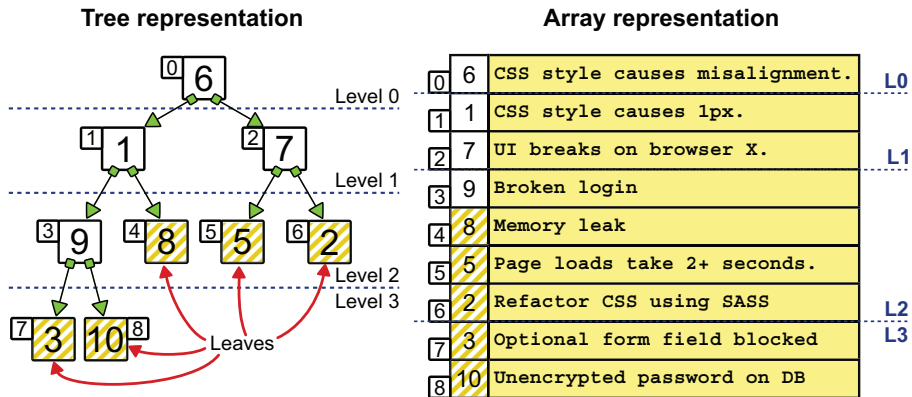 Tree representation
0 6
Level 0
1 1
2 7
Level 1
3 9
4 8
5 5
6 2
Level 2
Level 3
7 3
10 8
Leaves
Array representation
0 6 CSS style causes misalignment. L0
1 1 CSS style causes 1px.
2 7 UI breaks on browser X. L1
3 9 Broken login
4 8 Memory leak
5 5 Page loads take 2+ seconds.
6 2 Refactor CSS using SASS L2
7 3 Optional form field blocked L3
8 10 Unencrypted password on DB